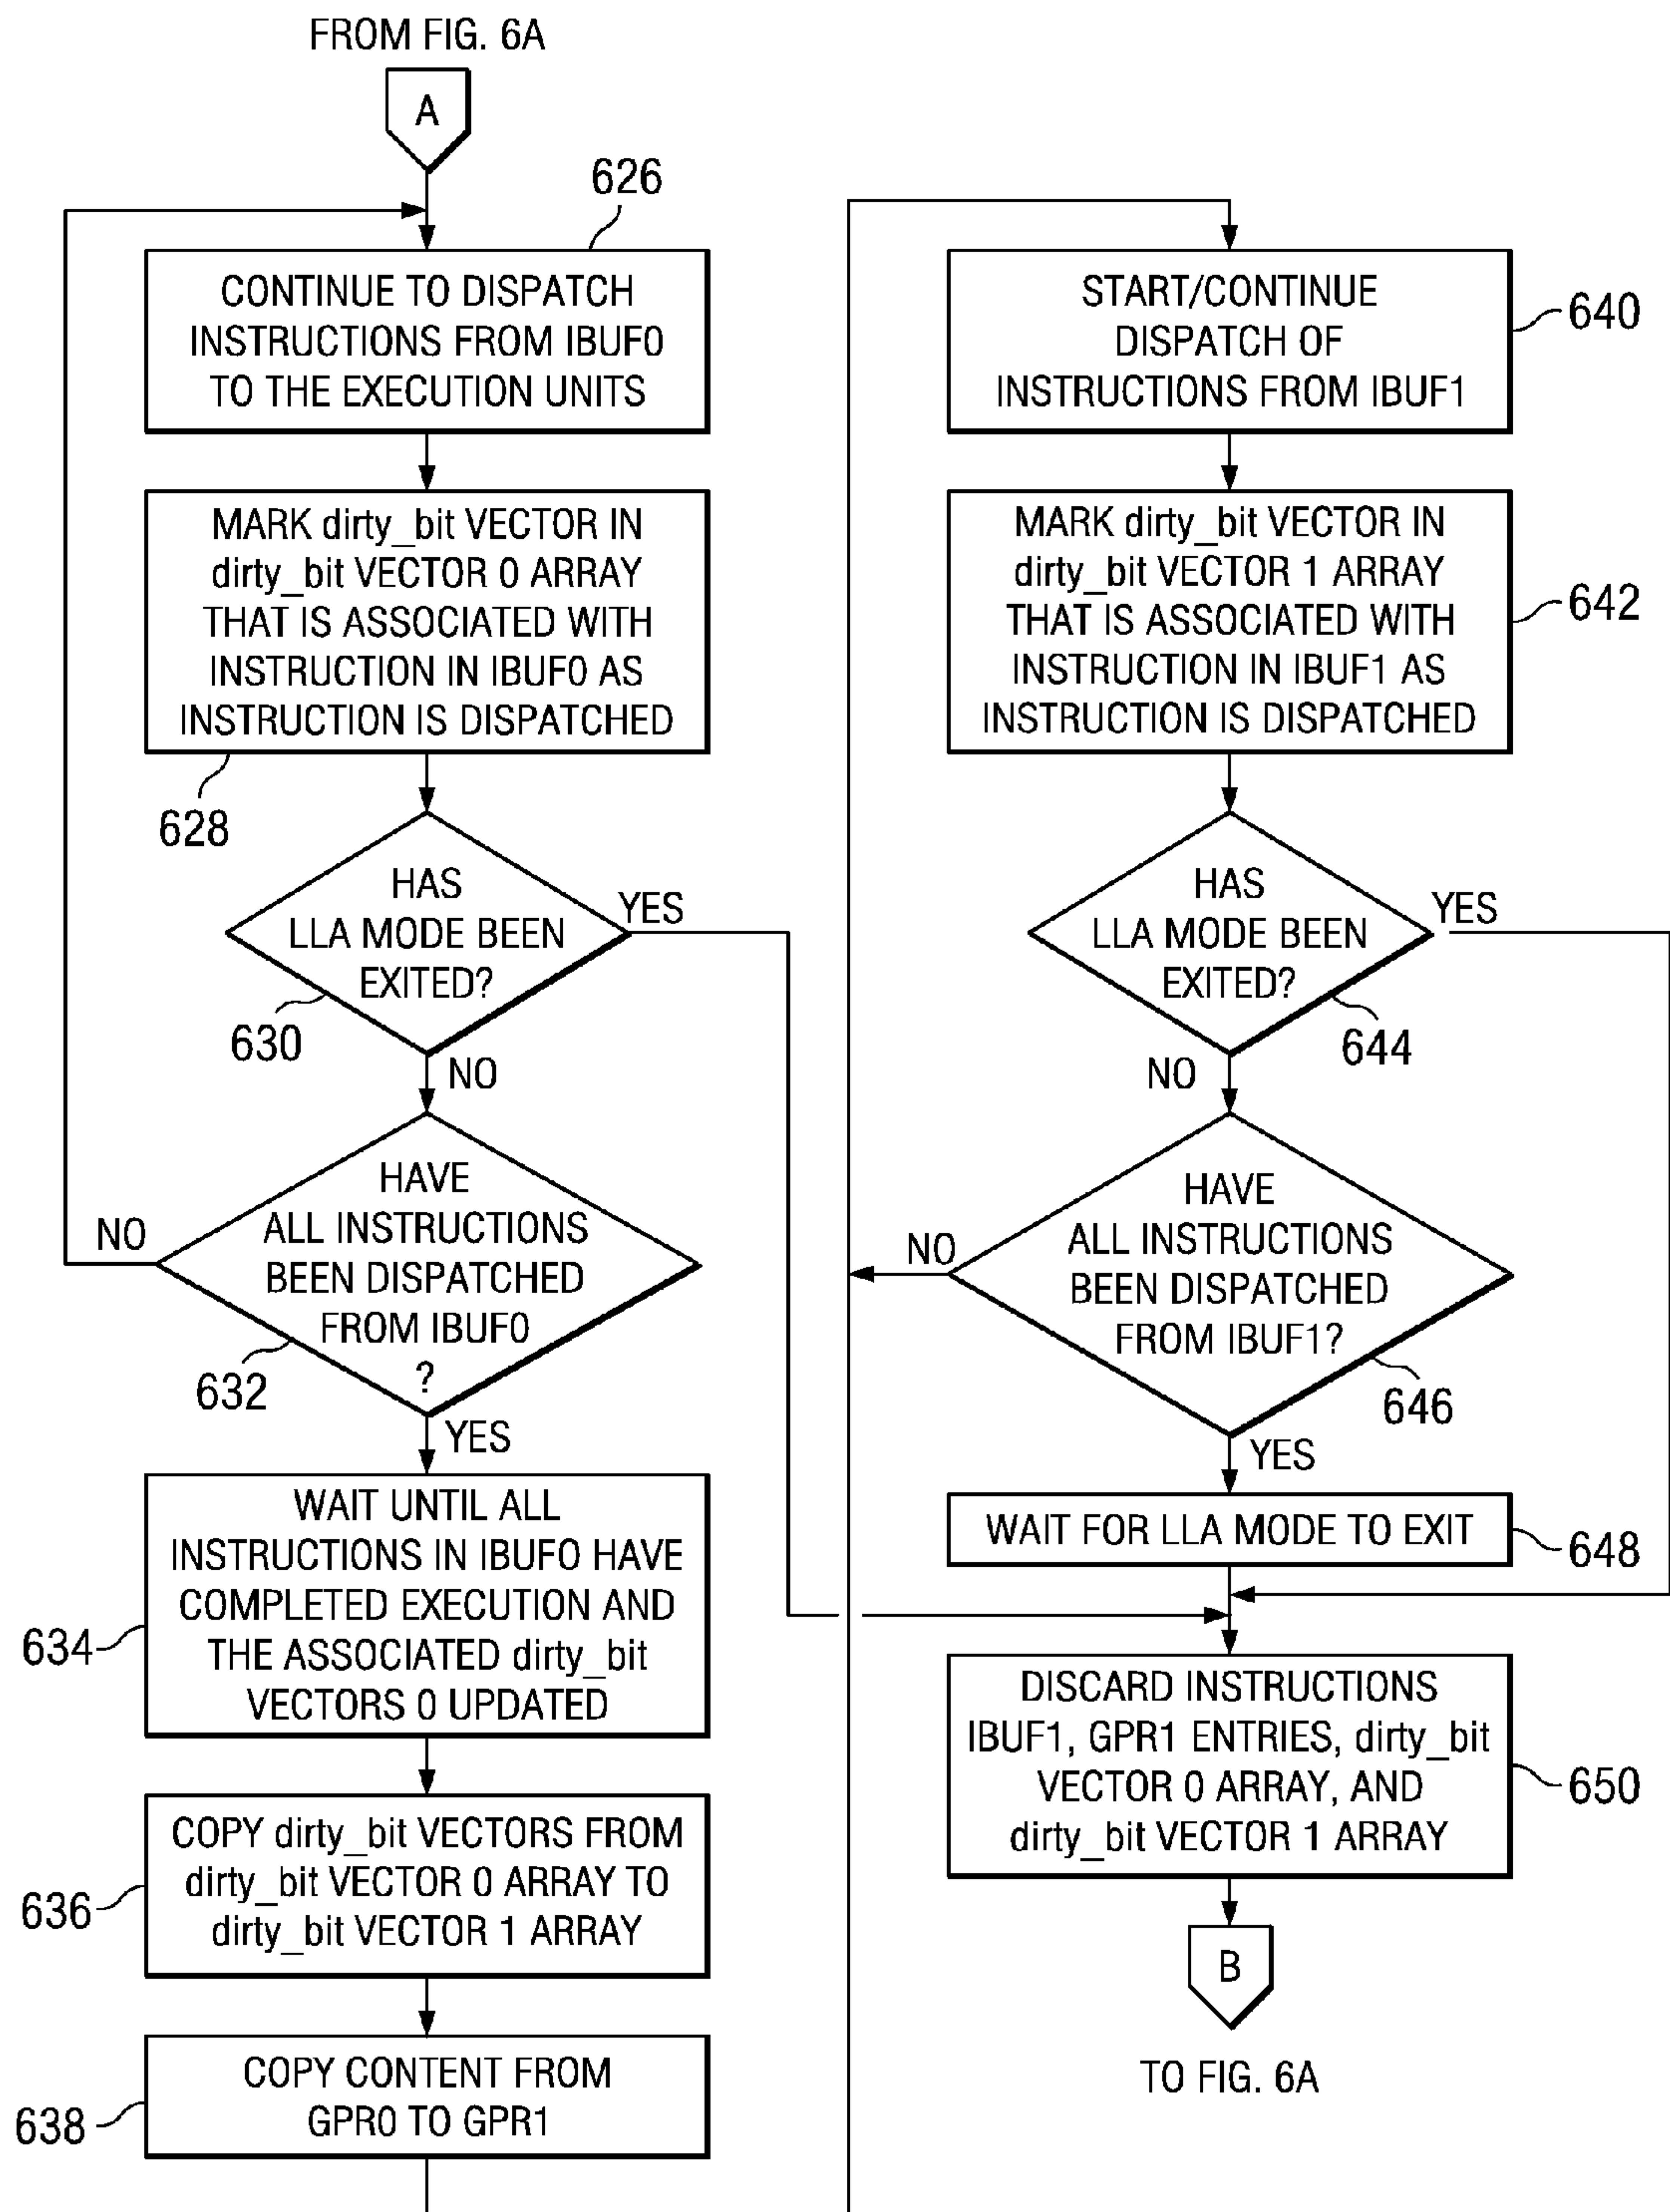 FROM FIG. 6A
A
626
CONTINUE TO DISPATCH
INSTRUCTIONS FROM IBUF0
TO THE EXECUTION UNITS
MARK dirty_bit VECTOR IN
dirty_bit VECTOR 0 ARRAY
THAT IS ASSOCIATED WITH
INSTRUCTION IN IBUF0 AS
INSTRUCTION IS DISPATCHED
628
HAS
LLA MODE BEEN
EXITED?
YES
630
NO
HAVE
ALL INSTRUCTIONS
BEEN DISPATCHED
FROM IBUF0
?
NO
632
YES
WAIT UNTIL ALL
INSTRUCTIONS IN IBUF0 HAVE
COMPLETED EXECUTION AND
THE ASSOCIATED dirty_bit
VECTORS 0 UPDATED
634
COPY dirty_bit VECTORS FROM
dirty_bit VECTOR 0 ARRAY TO
dirty_bit VECTOR 1 ARRAY
636
COPY CONTENT FROM
GPR0 TO GPR1
638
START/CONTINUE
DISPATCH OF
INSTRUCTIONS FROM IBUF1
640
MARK dirty_bit VECTOR IN
dirty_bit VECTOR 1 ARRAY
THAT IS ASSOCIATED WITH
INSTRUCTION IN IBUF1 AS
INSTRUCTION IS DISPATCHED
642
HAS
LLA MODE BEEN
EXITED?
YES
644
NO
HAVE
ALL INSTRUCTIONS
BEEN DISPATCHED
FROM IBUF1?
NO
646
YES
WAIT FOR LLA MODE TO EXIT
648
DISCARD INSTRUCTIONS
IBUF1, GPR1 ENTRIES, dirty_bit
VECTOR 0 ARRAY, AND
dirty_bit VECTOR 1 ARRAY
650
B
TO FIG. 6A